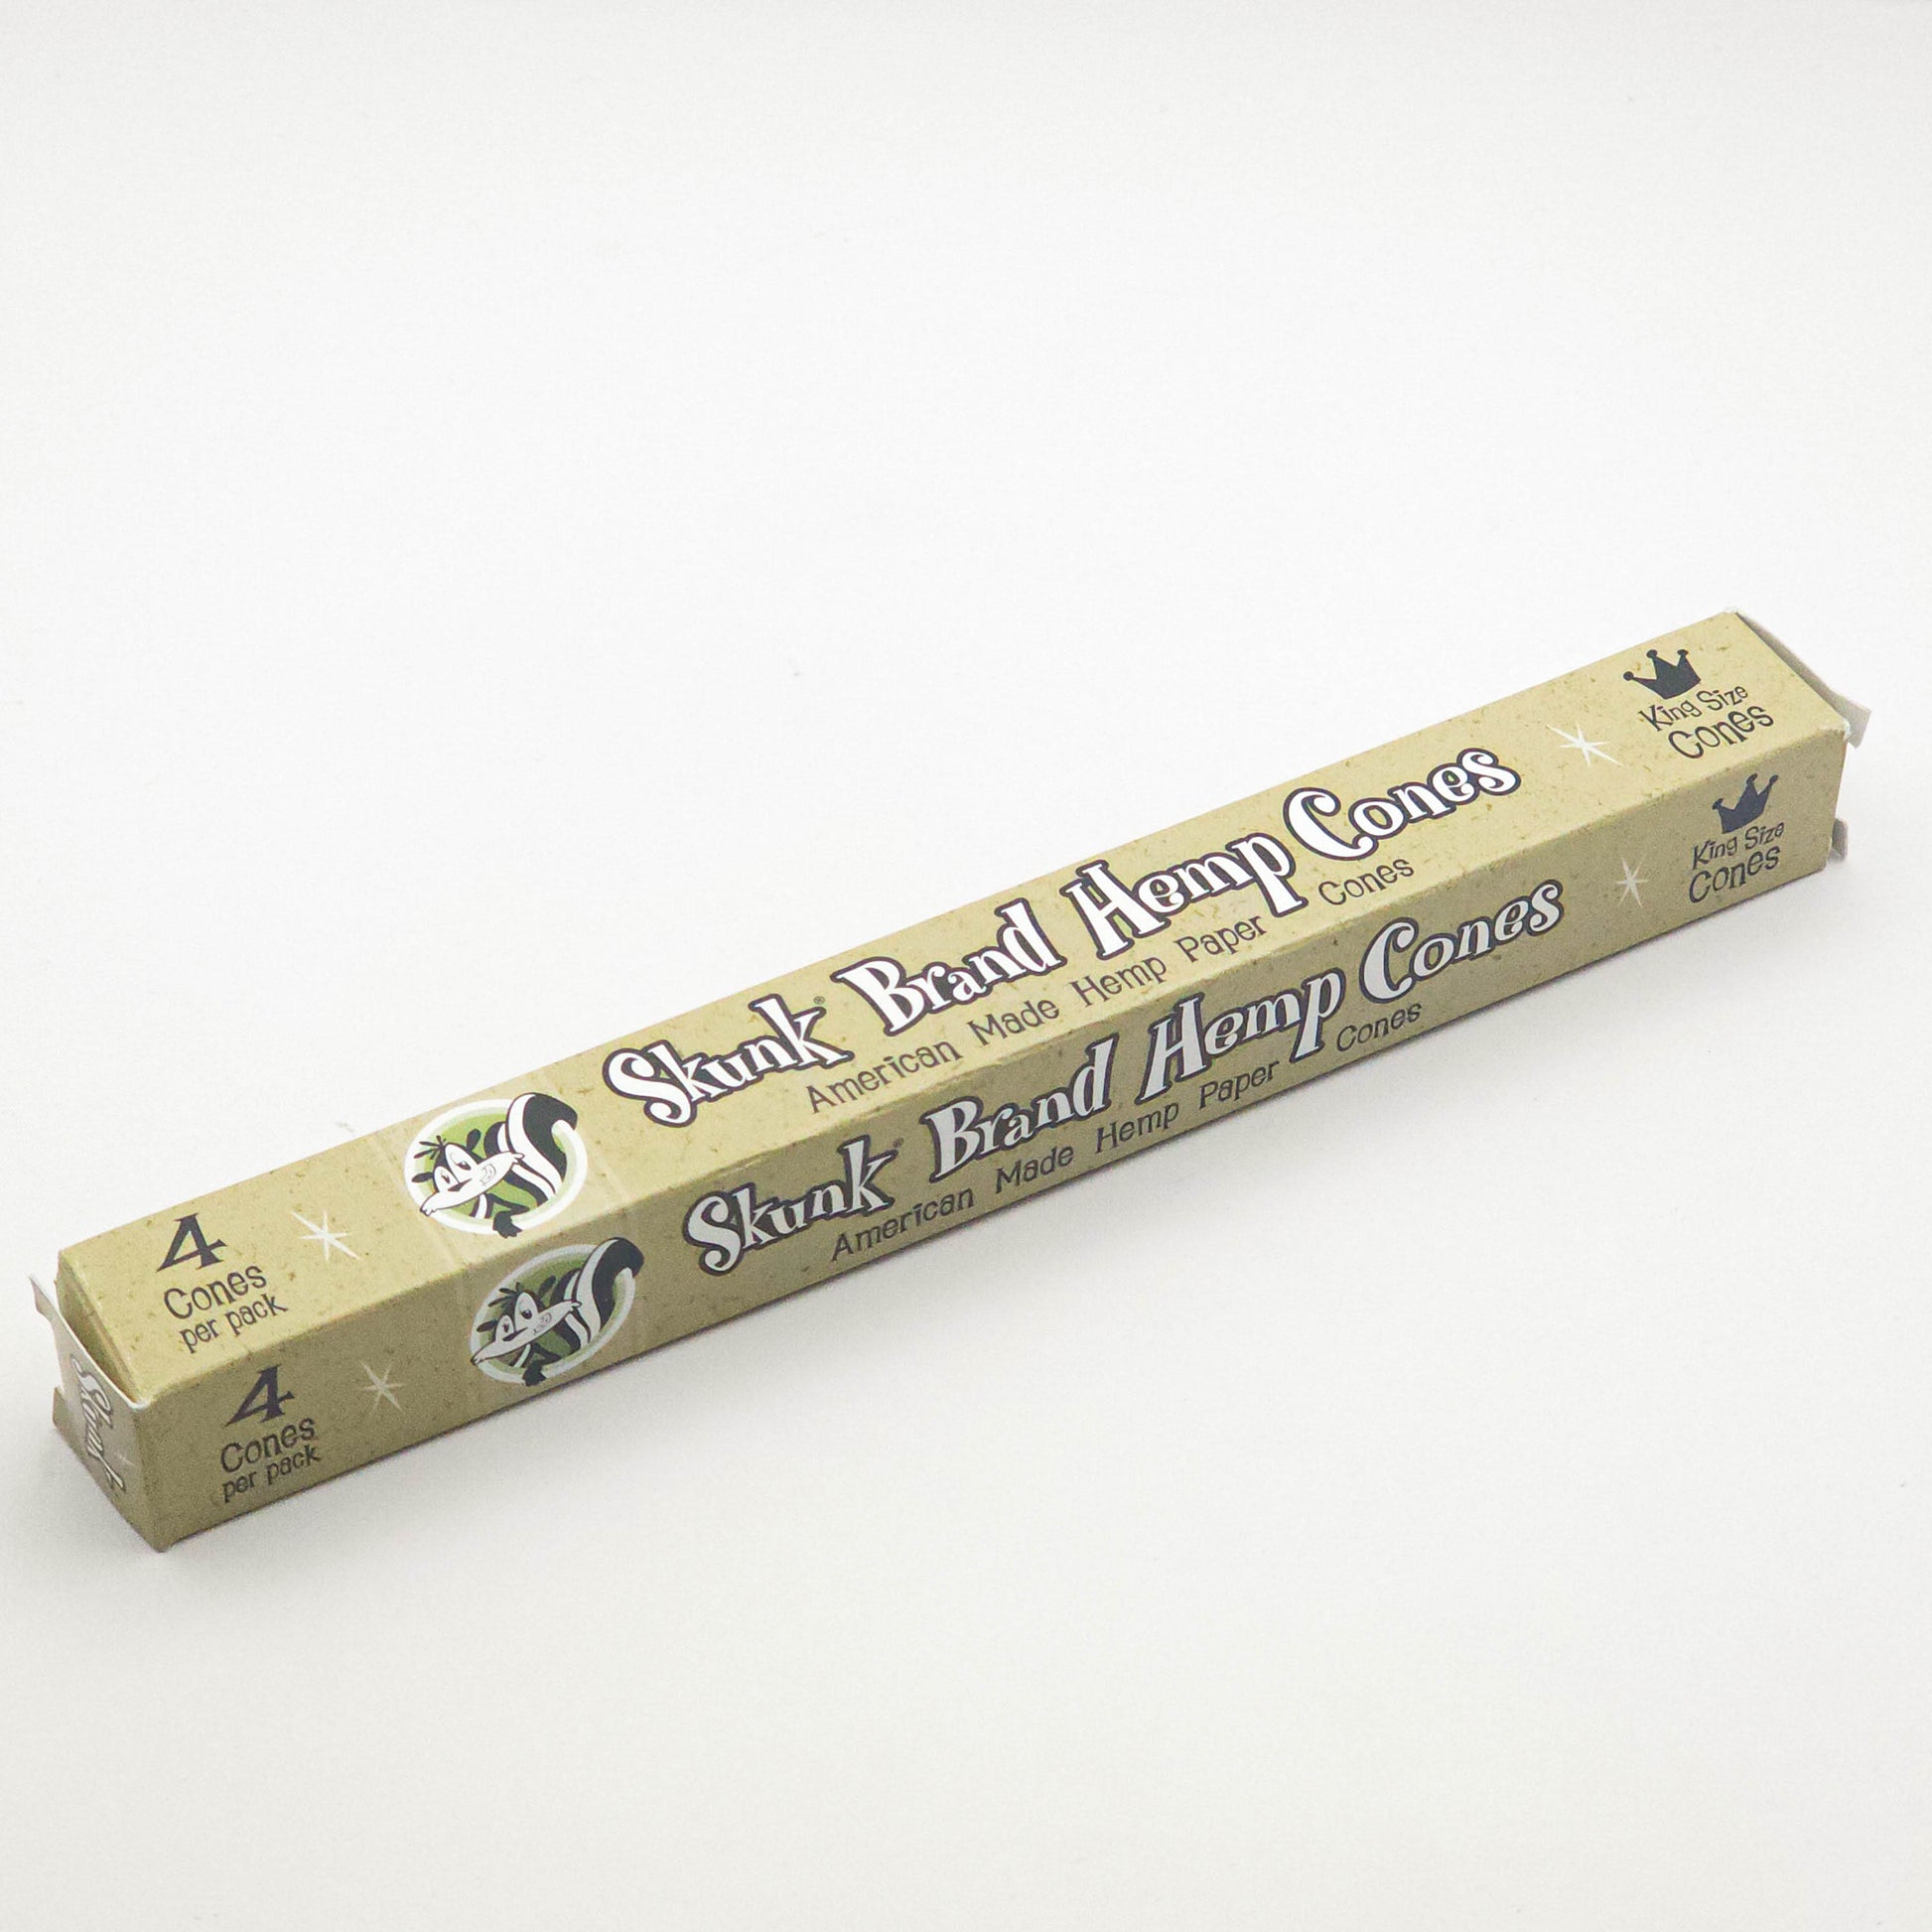 4
Cones
per pack
Skunk® Brand Hemp Cones
American Made Hemp Paper Cones
King Size
Cones
4
Cones
per pack
Skunk® Brand Hemp Cones
American Made Hemp Paper Cones
King Size
Cones
Skunk